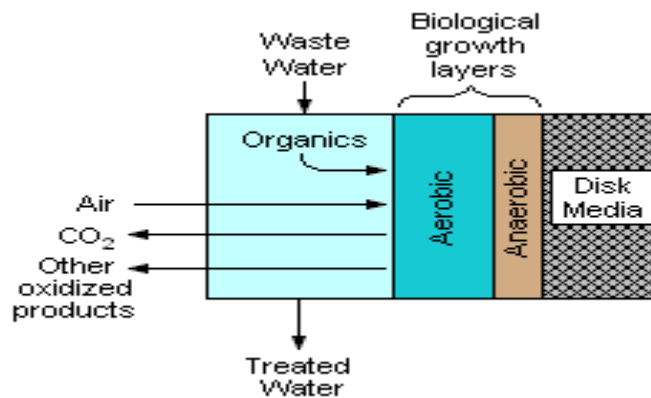 Waste
Water
Biological
growth
layers
Organics
Air
CO₂
Other
oxidized
products
Aerobic
Anaerobic
Disk
Media
Treated
Water